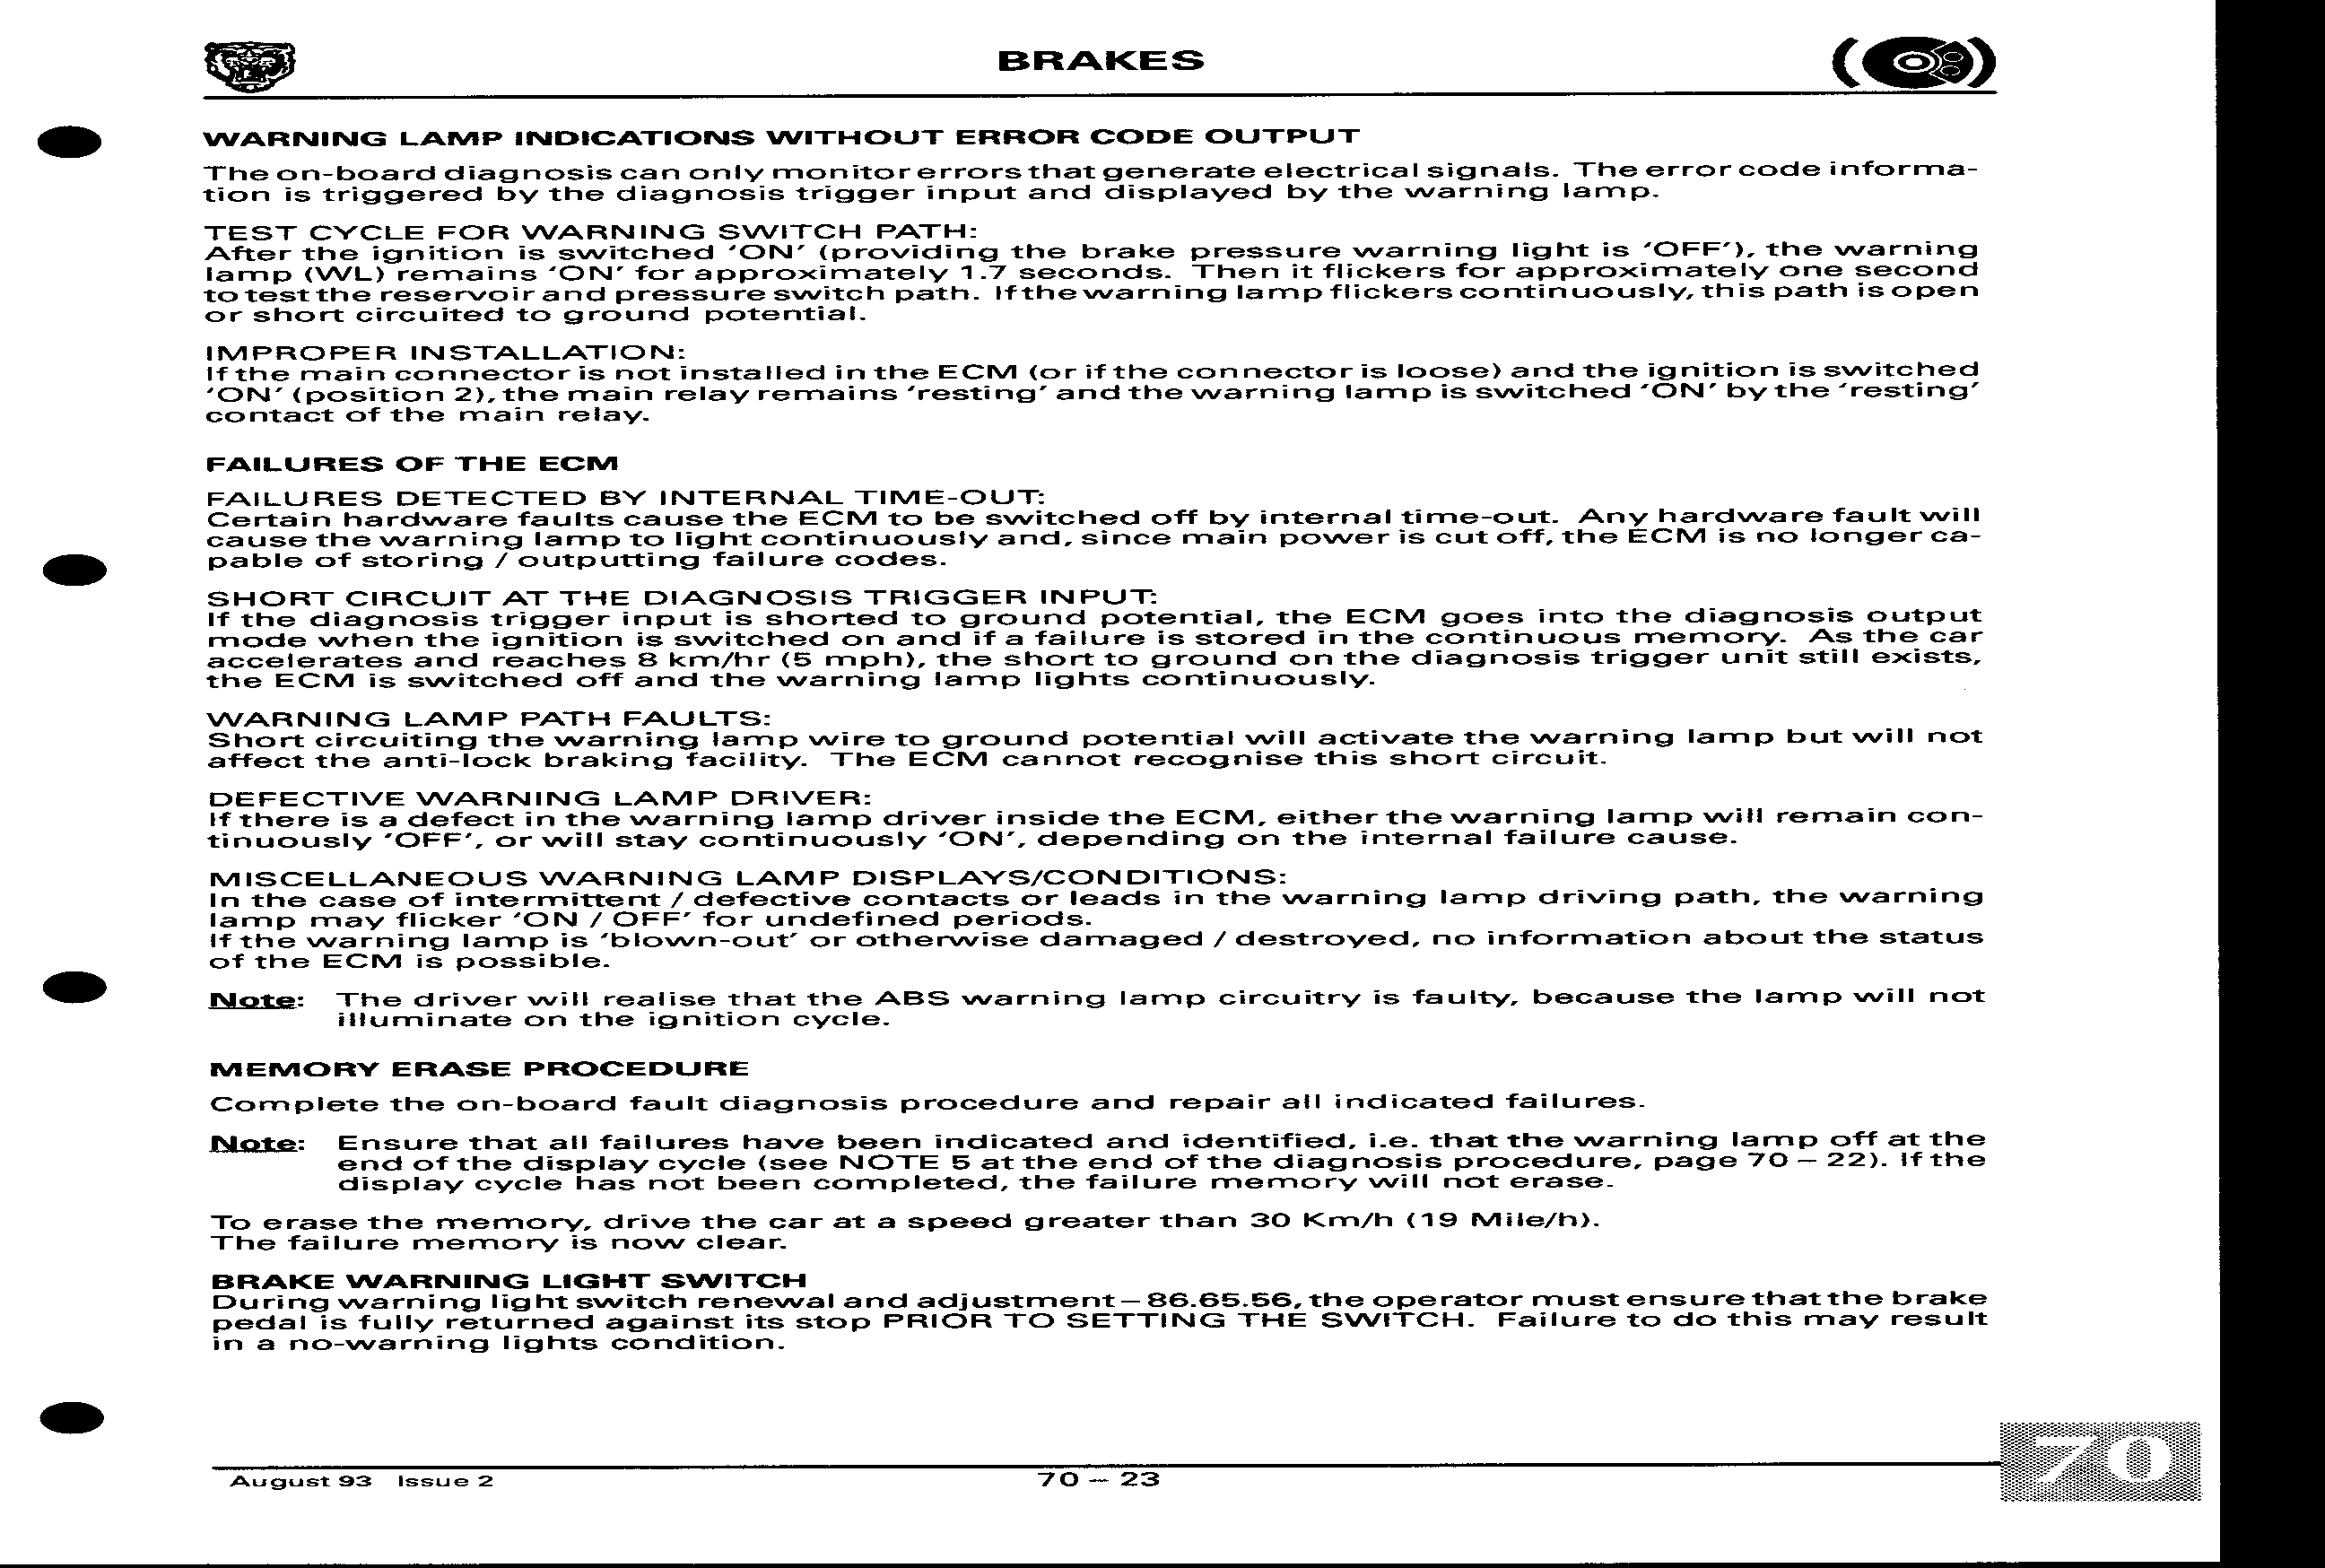 BRAKES
WARNING LAMP INDICATIONS WITHOUT ERROR CODE OUTPUT
The on-board diagnosis can only monitor errors that generate electrical signals. The error code informa-
tion is triggered by the diagnosis trigger input and displayed by the warning lamp.
TEST CYCLE FOR WARNING SWITCH PATH:
After the ignition is switched 'ON' (providing the brake pressure warning light is 'OFF'), the warning
lamp (WL) remains 'ON' for approximately 1.7 seconds. Then it flickers for approximately one second
to test the reservoir and pressure switch path. If the warning lamp flickers continuously, this path is open
or short circuited to ground potential.
IMPROPER INSTALLATION:
If the main connector is not installed in the ECM (or if the connector is loose) and the ignition is switched
'ON' (position 2), the main relay remains 'resting' and the warning lamp is switched 'ON' by the 'resting'
contact of the main relay.
FAILURES OF THE ECM
FAILURES DETECTED BY INTERNAL TIME-OUT:
Certain hardware faults cause the ECM to be switched off by internal time-out. Any hardware fault will
cause the warning lamp to light continuously and, since main power is cut off, the ECM is no longer ca-
pable of storing / outputting failure codes.
SHORT CIRCUIT AT THE DIAGNOSIS TRIGGER INPUT:
If the diagnosis trigger input is shorted to ground potential, the ECM goes into the diagnosis output
mode when the ignition is switched on and if a failure is stored in the continuous memory. As the car
accelerates and reaches 8 km/hr (5 mph), the short to ground on the diagnosis trigger unit still exists,
the ECM is switched off and the warning lamp lights continuously.
WARNING LAMP PATH FAULTS:
Short circuiting the warning lamp wire to ground potential will activate the warning lamp but will not
affect the anti-lock braking facility. The ECM cannot recognise this short circuit.
DEFECTIVE WARNING LAMP DRIVER:
If there is a defect in the warning lamp driver inside the ECM, either the warning lamp will remain con-
tinuously 'OFF', or will stay continuously 'ON', depending on the internal failure cause.
MISCELLANEOUS WARNING LAMP DISPLAYS/CONDITIONS:
In the case of intermittent / defective contacts or leads in the warning lamp driving path, the warning
lamp may flicker 'ON / OFF' for undefined periods.
If the warning lamp is 'blown-out' or otherwise damaged / destroyed, no information about the status
of the ECM is possible.
Note: The driver will realise that the ABS warning lamp circuitry is faulty, because the lamp will not
illuminate on the ignition cycle.
MEMORY ERASE PROCEDURE
Complete the on-board fault diagnosis procedure and repair all indicated failures.
Note: Ensure that all failures have been indicated and identified, i.e. that the warning lamp off at the
end of the display cycle (see NOTE 5 at the end of the diagnosis procedure, page 70 – 22). If the
display cycle has not been completed, the failure memory will not erase.
To erase the memory, drive the car at a speed greater than 30 Km/h (19 Mile/h).
The failure memory is now clear.
BRAKE WARNING LIGHT SWITCH
During warning light switch renewal and adjustment – 86.65.56, the operator must ensure that the brake
pedal is fully returned against its stop PRIOR TO SETTING THE SWITCH. Failure to do this may result
in a no-warning lights condition.
August 93 Issue 2
70 – 23
70